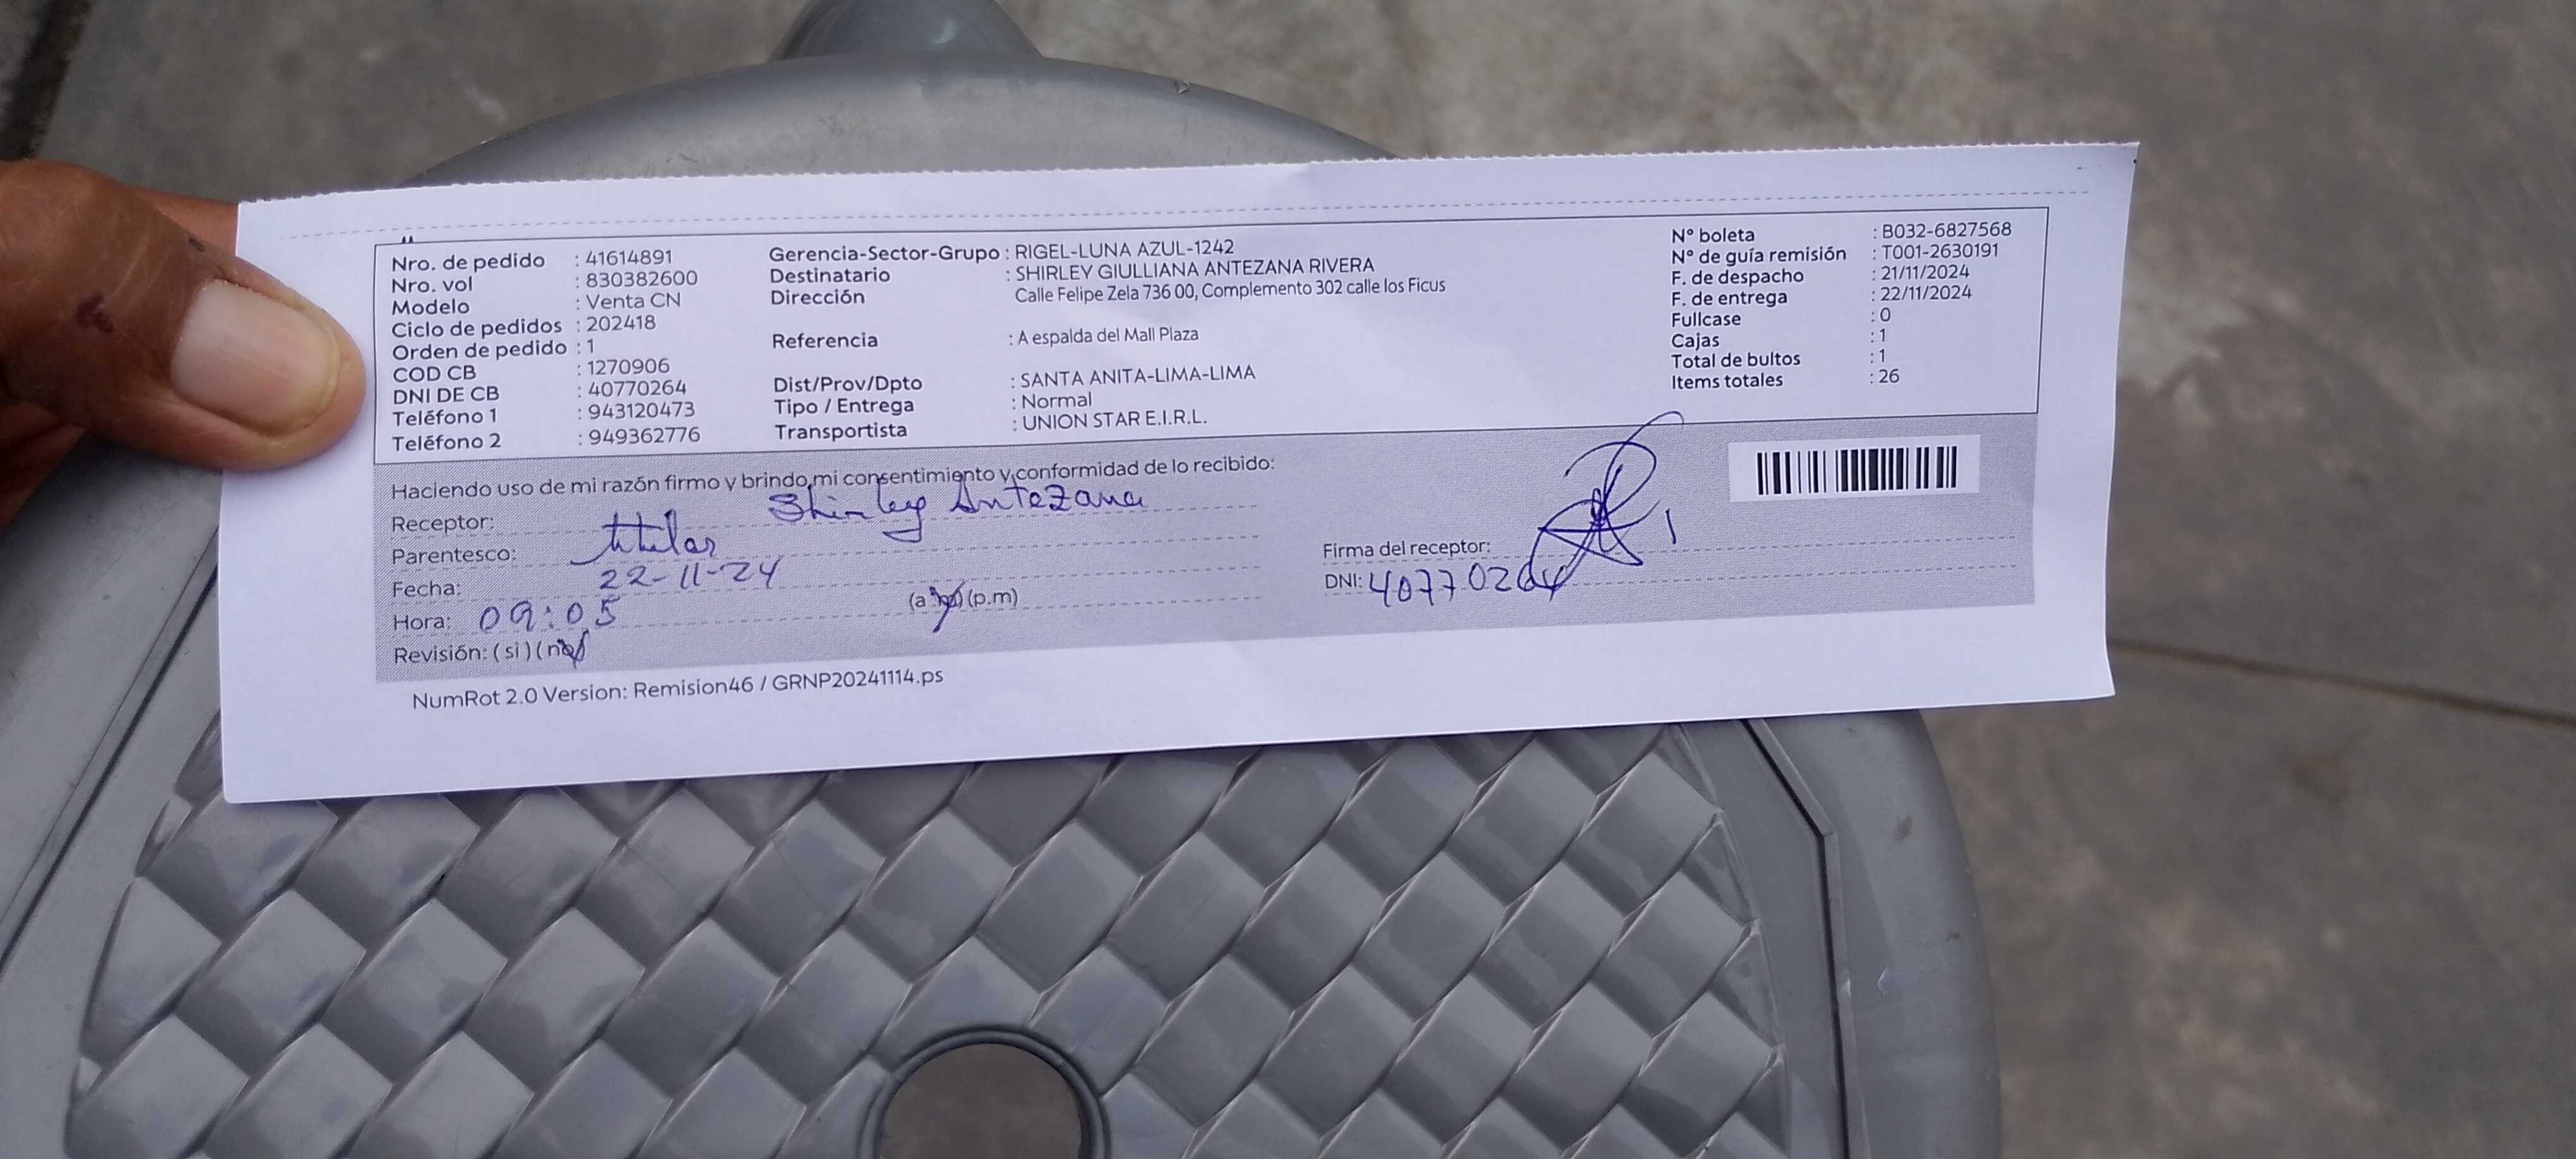 Nro. de pedido : 41614891 Gerencia-Sector-Grupo : RIGEL-LUNA AZUL-1242 Nº boleta : B032-6827568
Nro. vol : 830382600 Destinatario : SHIRLEY GIULLIANA ANTEZANA RIVERA Nº de guía remisión : T001-2630191
Modelo : Venta CN Dirección Calle Felipe Zela 736 00, Complemento 302 calle los Ficus F. de despacho : 21/11/2024
Ciclo de pedidos : 202418 F. de entrega : 22/11/2024
Orden de pedido : 1 Referencia : A espalda del Mall Plaza Fullcase : 0
COD CB : 1270906 Cajas : 1
DNI DE CB : 40770264 Dist/Prov/Dpto : SANTA ANITA-LIMA-LIMA Total de bultos : 1
Teléfono 1 : 943120473 Tipo / Entrega : Normal Items totales : 26
Teléfono 2 : 949362776 Transportista : UNION STAR E.I.R.L.
Haciendo uso de mi razón firmo y brindo mi consentimiento y conformidad de lo recibido:
Receptor: Shirley Antezana
Parentesco: titular Firma del receptor:
Fecha: 22-11-24 DNI: 40770264
Hora: 09:05 (a.m) (p.m)
Revisión: ( si ) ( no)
NumRot 2.0 Version: Remision46 / GRNP20241114.ps